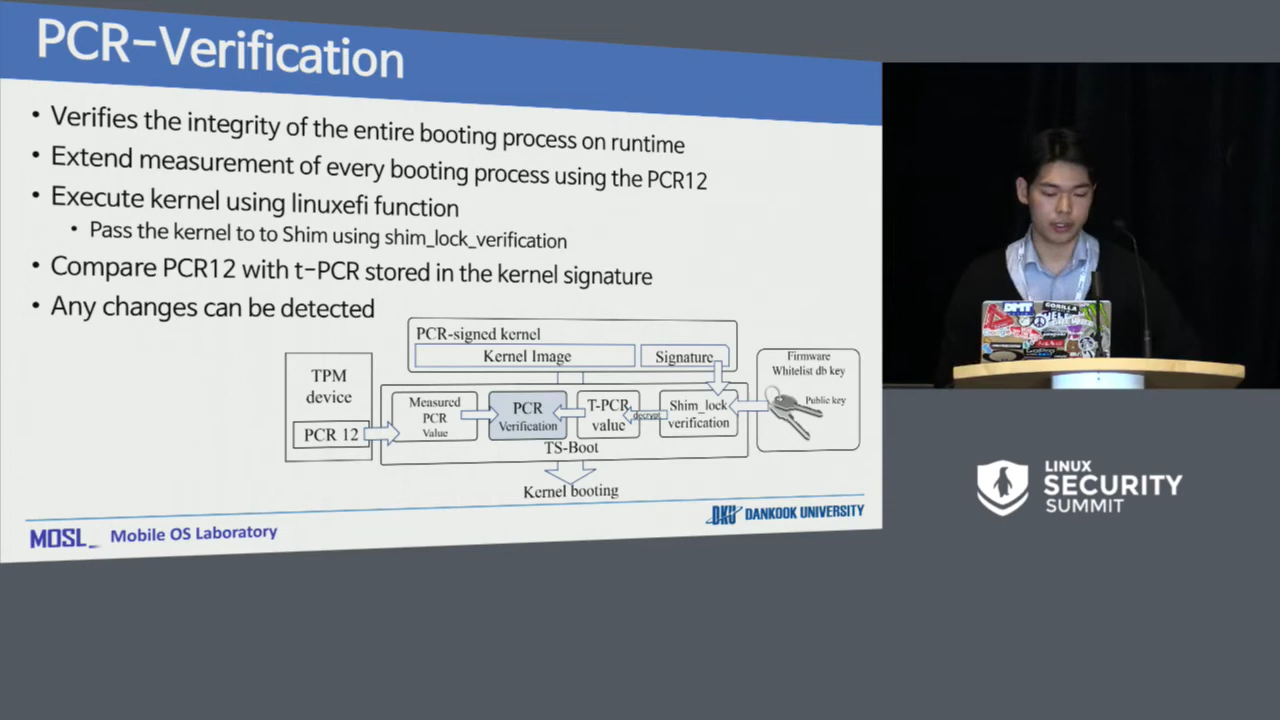 PCR-Verification
• Verifies the integrity of the entire booting process on runtime
• Extend measurement of every booting process using the PCR12
• Execute kernel using linuxefi function
• Pass the kernel to to Shim using shim_lock_verification
• Compare PCR12 with t-PCR stored in the kernel signature
• Any changes can be detected
PCR-signed kernel
Kernel Image
Signature
TPM
device
PCR 12
Measured
PCR
Value
PCR
Verification
T-PCR
value
decrypt
Shim_lock
verification
TS-Boot
Kernel booting
Firmware
Whitelist db key
Public key
MOSL_
Mobile OS Laboratory
DKU DANKOOK UNIVERSITY
LINUX
SECURITY
SUMMIT